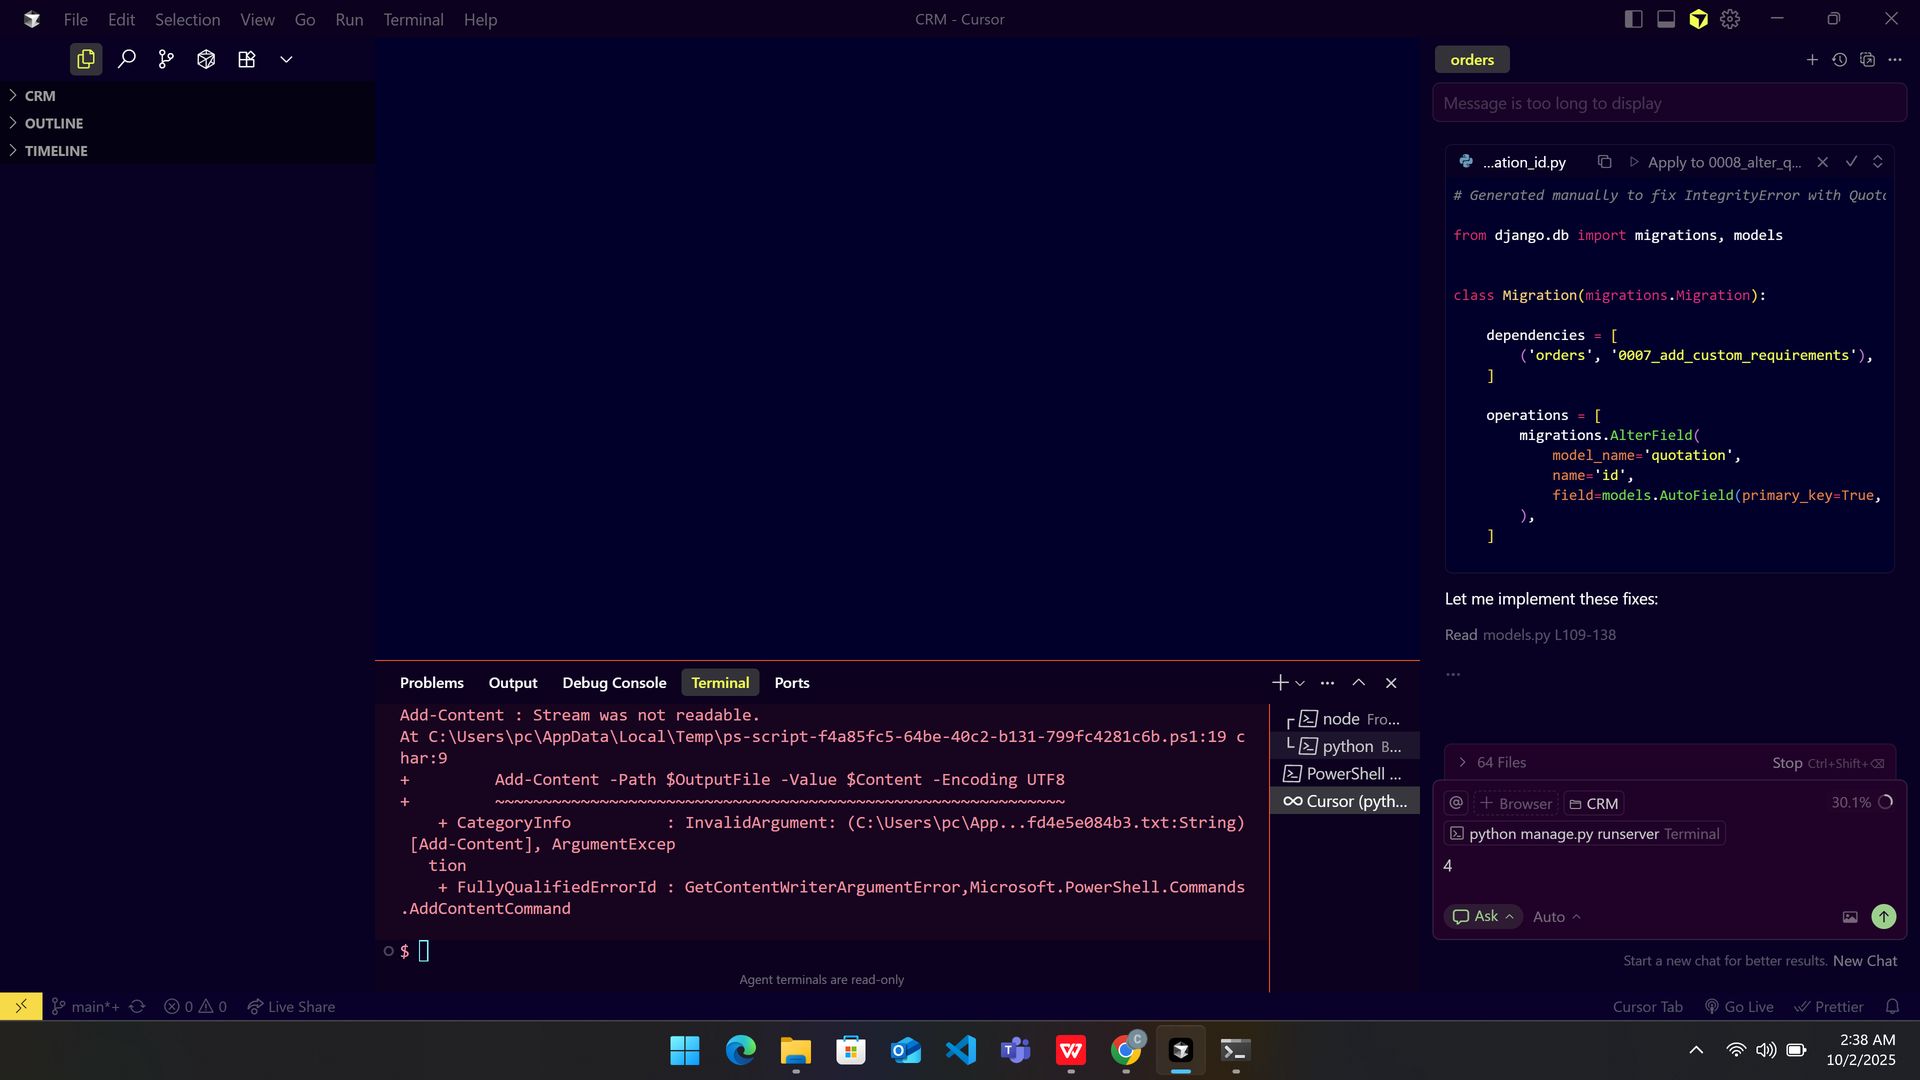 File Edit Selection View Go Run Terminal Help
CRM - Cursor
CRM
OUTLINE
TIMELINE
orders
Message is too long to display
...ation_id.py
Apply to 0008_alter_q...
# Generated manually to fix IntegrityError with Quot
from django.db import migrations, models
class Migration(migrations.Migration):
dependencies = [
('orders', '0007_add_custom_requirements'),
]
operations = [
migrations.AlterField(
model_name='quotation',
name='id',
field=models.AutoField(primary_key=True,
),
]
Let me implement these fixes:
Read models.py L109-138
...
64 Files
Stop Ctrl+Shift+⌫
@ + Browser CRM
30.1%
python manage.py runserver Terminal
4
Ask Auto
Start a new chat for better results. New Chat
Problems Output Debug Console Terminal Ports
Add-Content : Stream was not readable.
At C:\Users\pc\AppData\Local\Temp\ps-script-f4a85fc5-64be-40c2-b131-799fc4281c6b.ps1:19 c
har:9
+         Add-Content -Path $OutputFile -Value $Content -Encoding UTF8
+         ~~~~~~~~~~~~~~~~~~~~~~~~~~~~~~~~~~~~~~~~~~~~~~~~~~~~~~~~~~~~
+ CategoryInfo          : InvalidArgument: (C:\Users\pc\App...fd4e5e084b3.txt:String)
[Add-Content], ArgumentExcep
tion
+ FullyQualifiedErrorId : GetContentWriterArgumentError,Microsoft.PowerShell.Commands
.AddContentCommand
$
Agent terminals are read-only
node Fro...
python B...
PowerShell ...
Cursor (pyth...
main*+ 0 0 Live Share
Cursor Tab Go Live Prettier
2:38 AM
10/2/2025